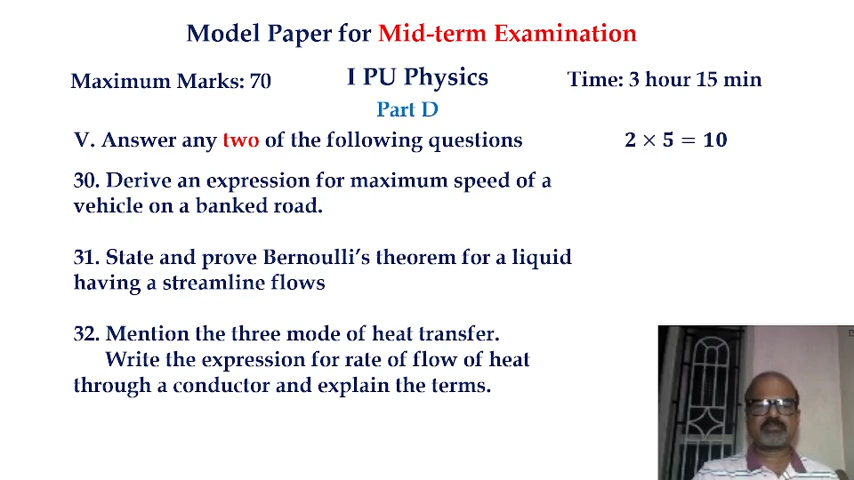 Model Paper for Mid-term Examination
Maximum Marks: 70 I PU Physics Time: 3 hour 15 min
Part D
V. Answer any two of the following questions 2 × 5 = 10
30. Derive an expression for maximum speed of a
vehicle on a banked road.
31. State and prove Bernoulli’s theorem for a liquid
having a streamline flows
32. Mention the three mode of heat transfer.
Write the expression for rate of flow of heat
through a conductor and explain the terms.